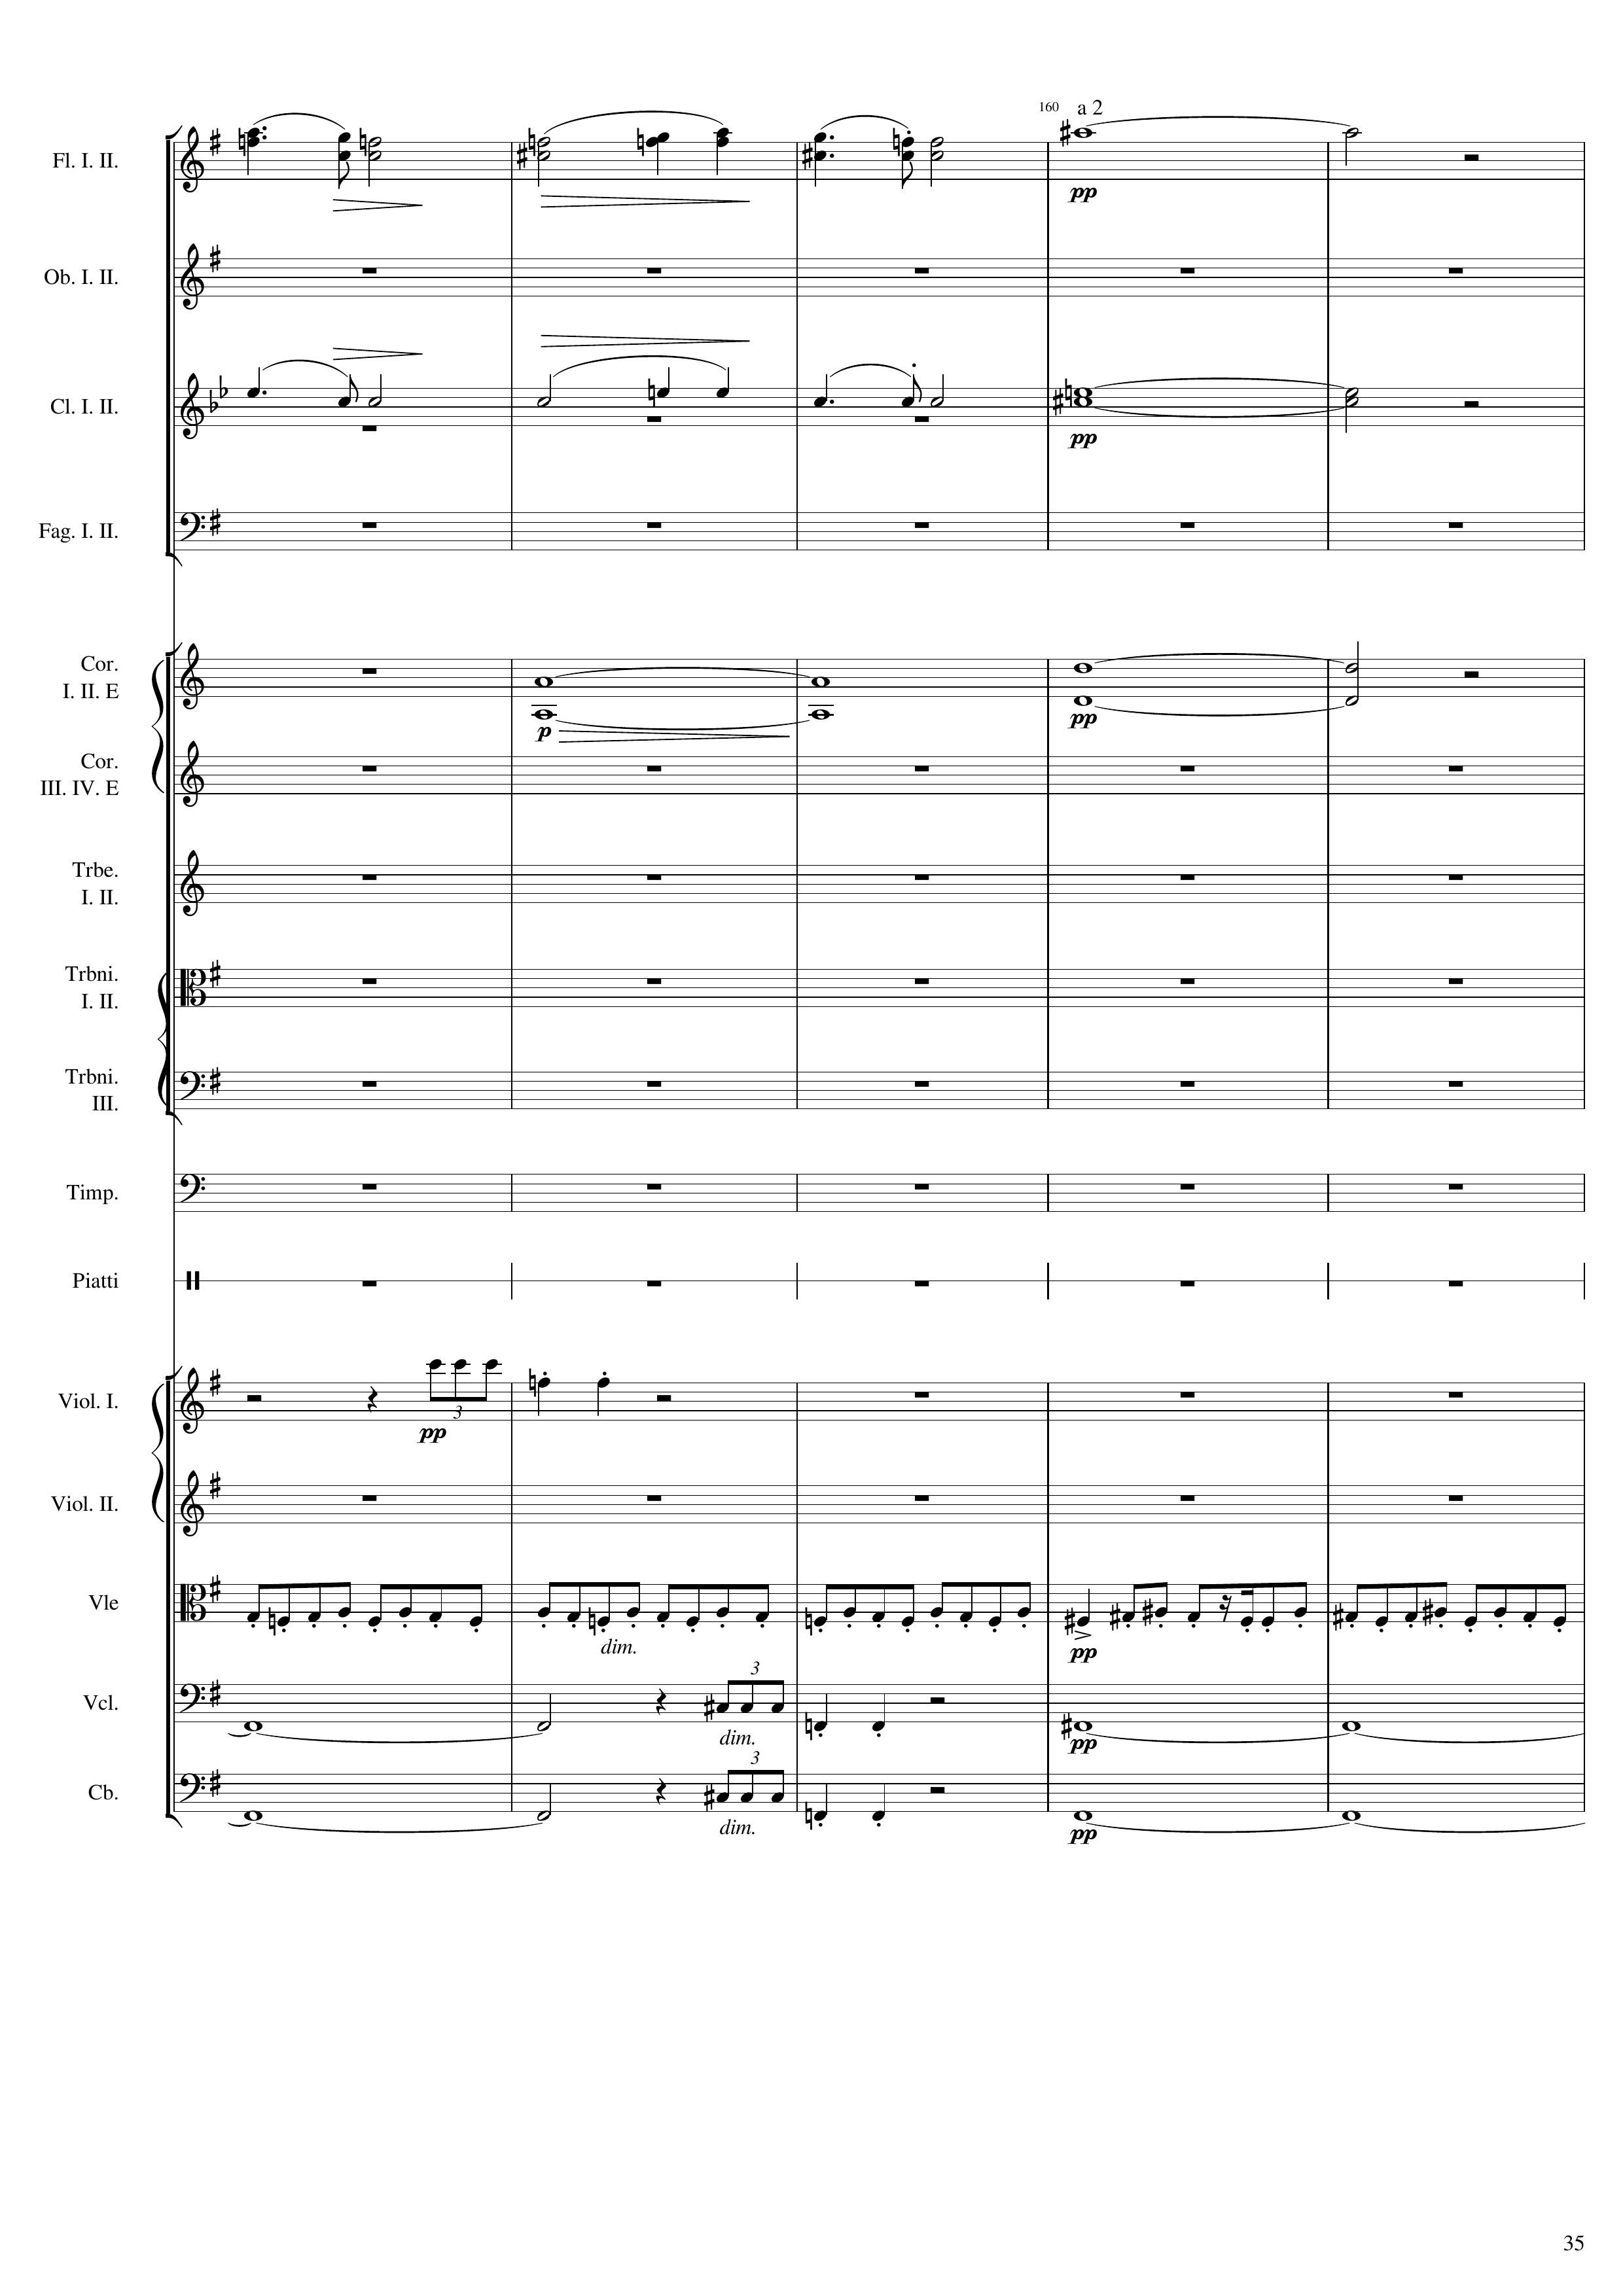 160 a 2
Fl. I. II.
pp
Ob. I. II.
Cl. I. II.
pp
Fag. I. II.
Cor.
I. II. E
p pp
Cor.
III. IV. E
Trbe.
I. II.
Trbni.
I. II.
Trbni.
III.
Timp.
Piatti
Viol. I.
3
pp
Viol. II.
Vle
dim. pp
3
Vcl.
dim. pp
3
Cb.
dim. pp
35